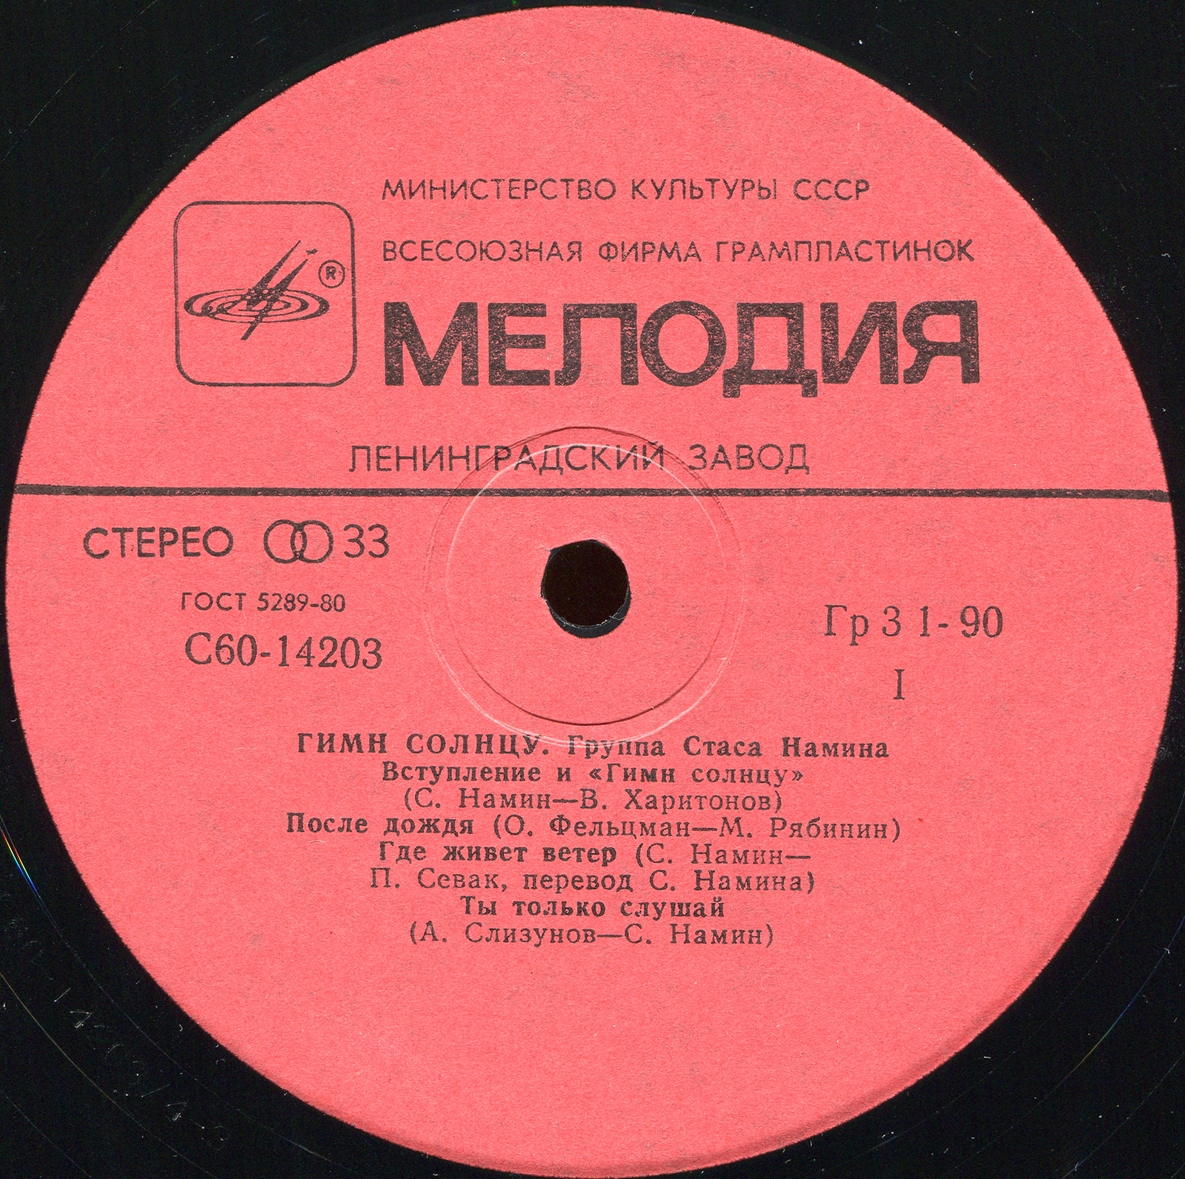 МИНИСТЕРСТВО КУЛЬТУРЫ СССР
ВСЕСОЮЗНАЯ ФИРМА ГРАМПЛАСТИНОК
®
МЕЛОДИЯ
ЛЕНИНГРАДСКИЙ ЗАВОД
СТЕРЕО 33
ГОСТ 5289-80
С60-14203
Гр 3 1-90
I
ГИМН СОЛНЦУ. Группа Стаса Намина
Вступление и «Гимн солнцу»
(С. Намин—В. Харитонов)
После дождя (О. Фельцман—М. Рябинин)
Где живет ветер (С. Намин—
П. Севак, перевод С. Намина)
Ты только слушай
(А. Слизунов—С. Намин)